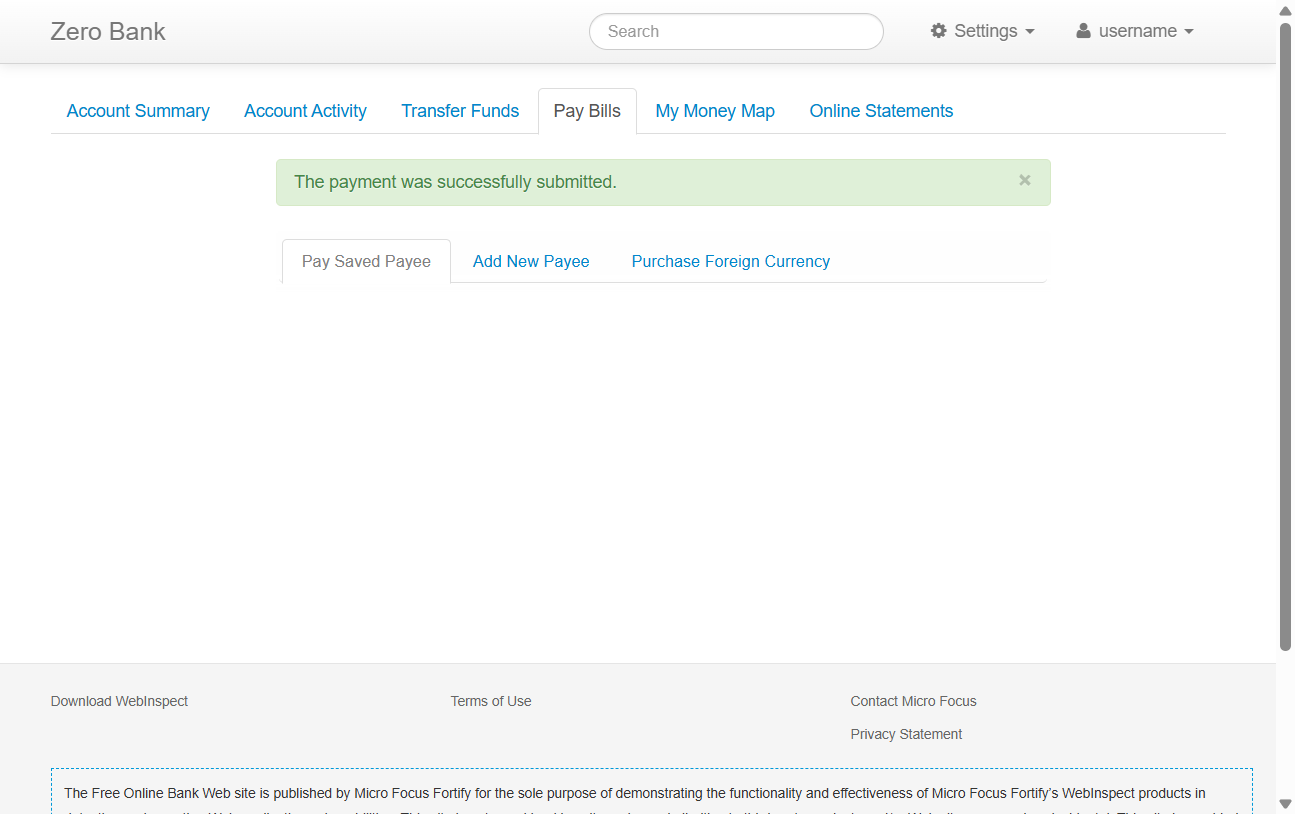 Zero Bank
Search
Settings
username
Account Summary
Account Activity
Transfer Funds
Pay Bills
My Money Map
Online Statements
The payment was successfully submitted.
×
Pay Saved Payee
Add New Payee
Purchase Foreign Currency
Download WebInspect
Terms of Use
Contact Micro Focus
Privacy Statement
The Free Online Bank Web site is published by Micro Focus Fortify for the sole purpose of demonstrating the functionality and effectiveness of Micro Focus Fortify's WebInspect products in